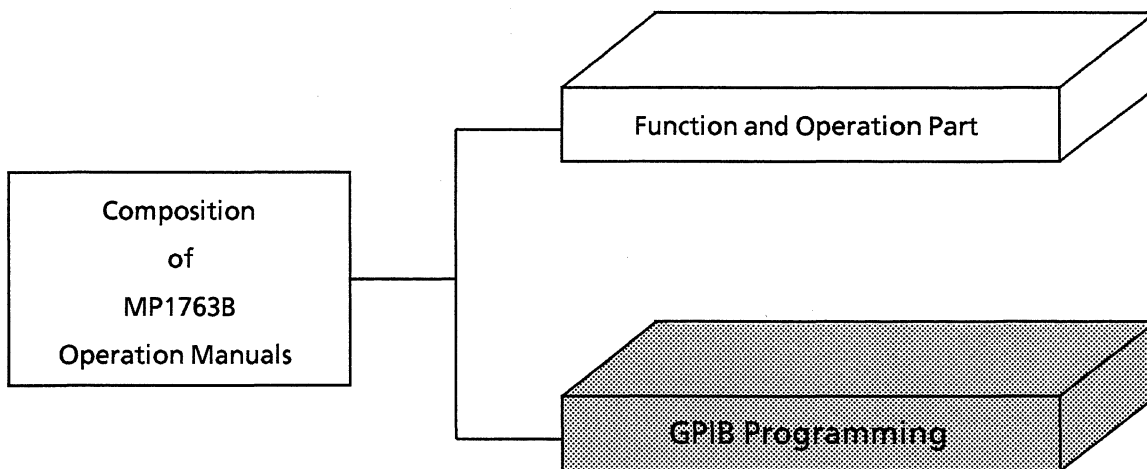 Composition
of
MP1763B
Operation Manuals
Function and Operation Part
GPIB Programming